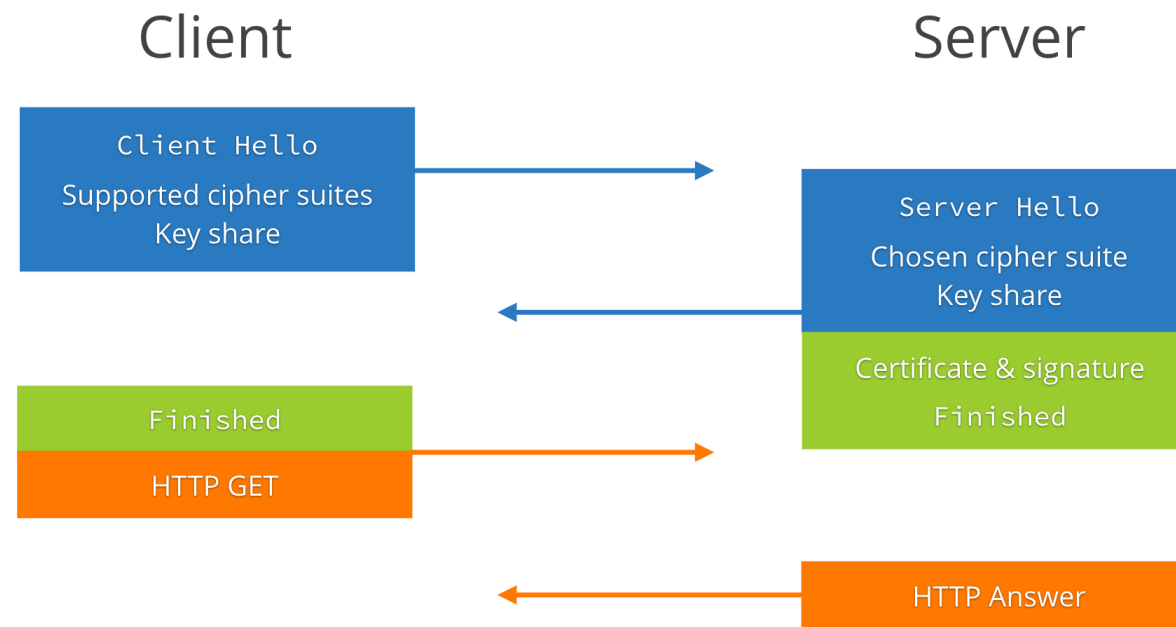 Client
Server
Client Hello
Supported cipher suites
Key share
Server Hello
Chosen cipher suite
Key share
Certificate & signature
Finished
Finished
HTTP GET
HTTP Answer